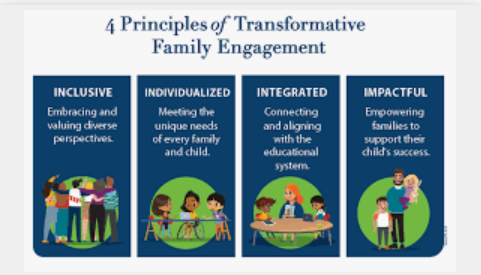 4 Principles of Transformative
Family Engagement
INCLUSIVE
Embracing and
valuing diverse
perspectives.
INDIVIDUALIZED
Meeting the
unique needs
of every family
and child.
INTEGRATED
Connecting
and aligning
with the
educational
system.
IMPACTFUL
Empowering
families to
support their
child's success.